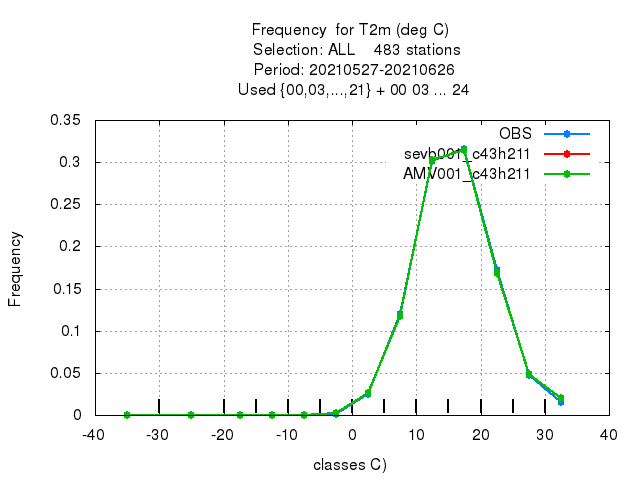 Frequency for T2m (deg C)
Selection: ALL 483 stations
Period: 20210527-20210626
Used {00,03,...,21} + 00 03 ... 24
0.35
0.3
0.25
0.2
0.15
0.1
0.05
0
Frequency
OBS
sevb001_c43h211
AMV001_c43h211
-40 -30 -20 -10 0 10 20 30 40
classes C)